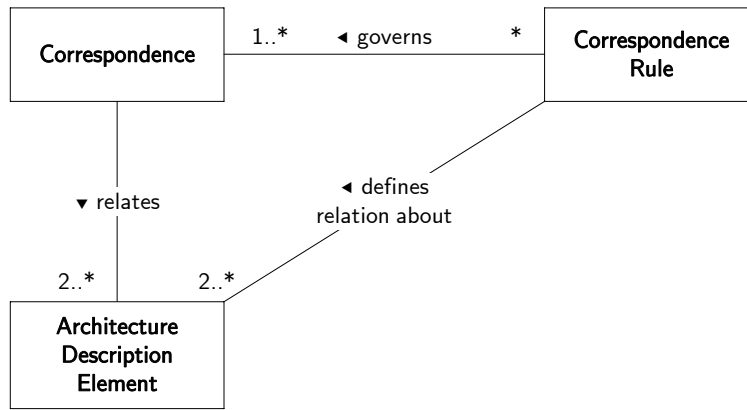 Correspondence
1..*
◄ governs
*
Correspondence
Rule
▼ relates
◄ defines
relation about
2..*
2..*
Architecture
Description
Element